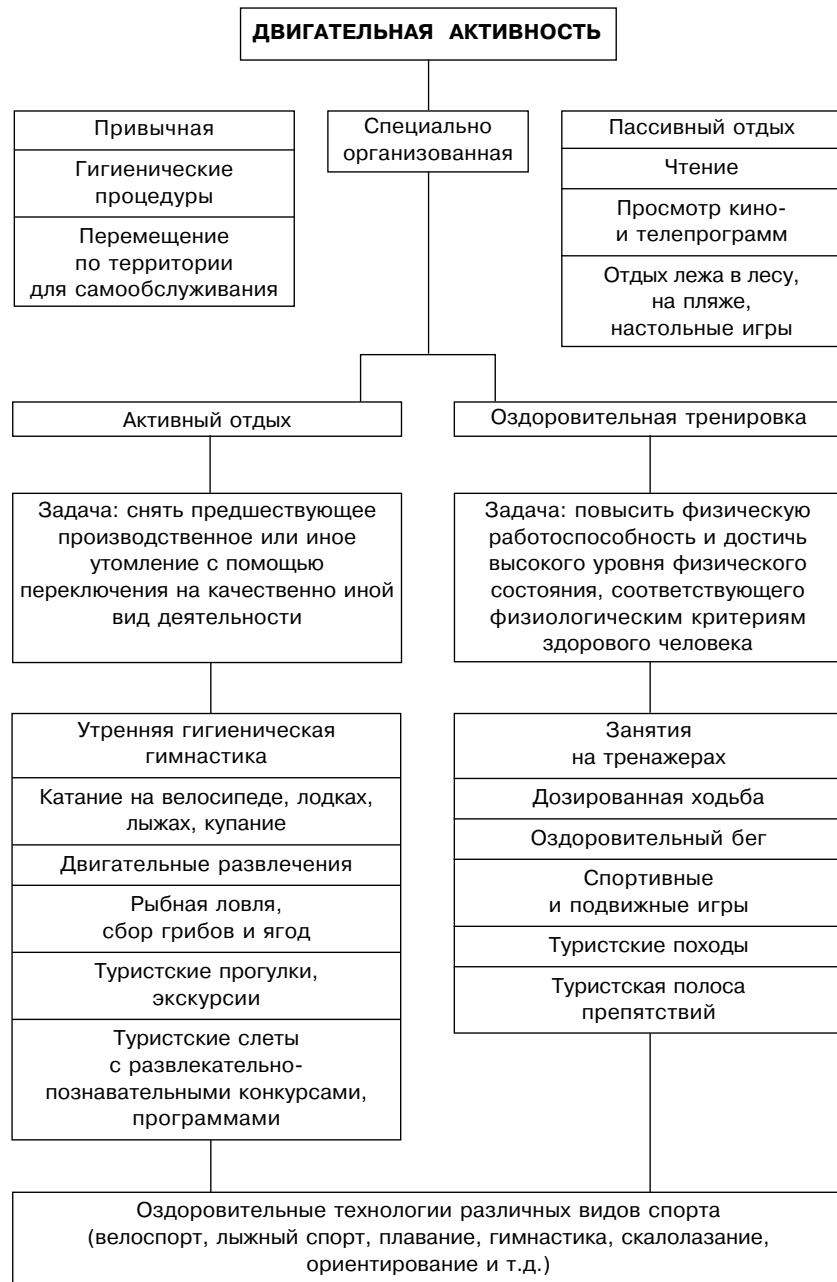 ДВИГАТЕЛЬНАЯ АКТИВНОСТЬ
Привычная
Гигиенические
процедуры
Перемещение
по территории
для самообслуживания
Специально
организованная
Пассивный отдых
Чтение
Просмотр кино-
и телепрограмм
Отдых лежа в лесу,
на пляже,
настольные игры
Активный отдых
Задача: снять предшествующее
производственное или иное
утомление с помощью
переключения на качественно иной
вид деятельности
Утренняя гигиеническая
гимнастика
Катание на велосипеде, лодках,
лыжах, купание
Двигательные развлечения
Рыбная ловля,
сбор грибов и ягод
Туристские прогулки,
экскурсии
Туристские слеты
с развлекательно-
познавательными конкурсами,
программами
Оздоровительная тренировка
Задача: повысить физическую
работоспособность и достичь
высокого уровня физического
состояния, соответствующего
физиологическим критериям
здорового человека
Занятия
на тренажерах
Дозированная ходьба
Оздоровительный бег
Спортивные
и подвижные игры
Туристские походы
Туристская полоса
препятствий
Оздоровительные технологии различных видов спорта
(велоспорт, лыжный спорт, плавание, гимнастика, скалолазание,
ориентирование и т.д.)